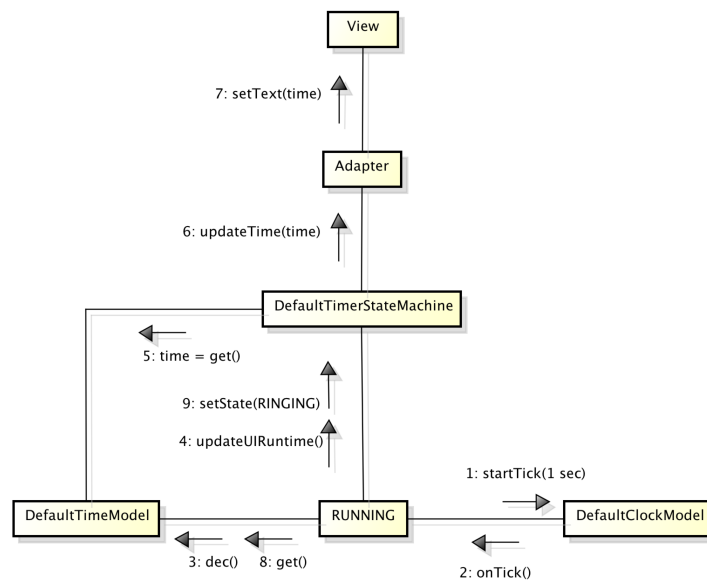 View
7: setText(time)
Adapter
6: updateTime(time)
DefaultTimerStateMachine
5: time = get()
9: setState(RINGING)
4: updateUIRuntime()
1: startTick(1 sec)
DefaultTimeModel
RUNNING
DefaultClockModel
3: dec()
8: get()
2: onTick()